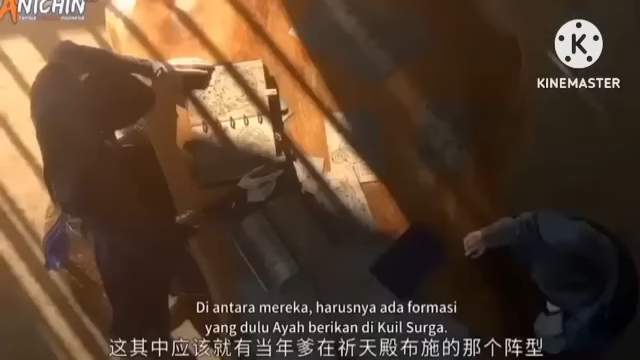 ANICHIN
KINEMASTER
Di antara mereka, harusnya ada formasi
yang dulu Ayah berikan di Kuil Surga.
这其中应该就有当年爹在祈天殿布施的那个阵型